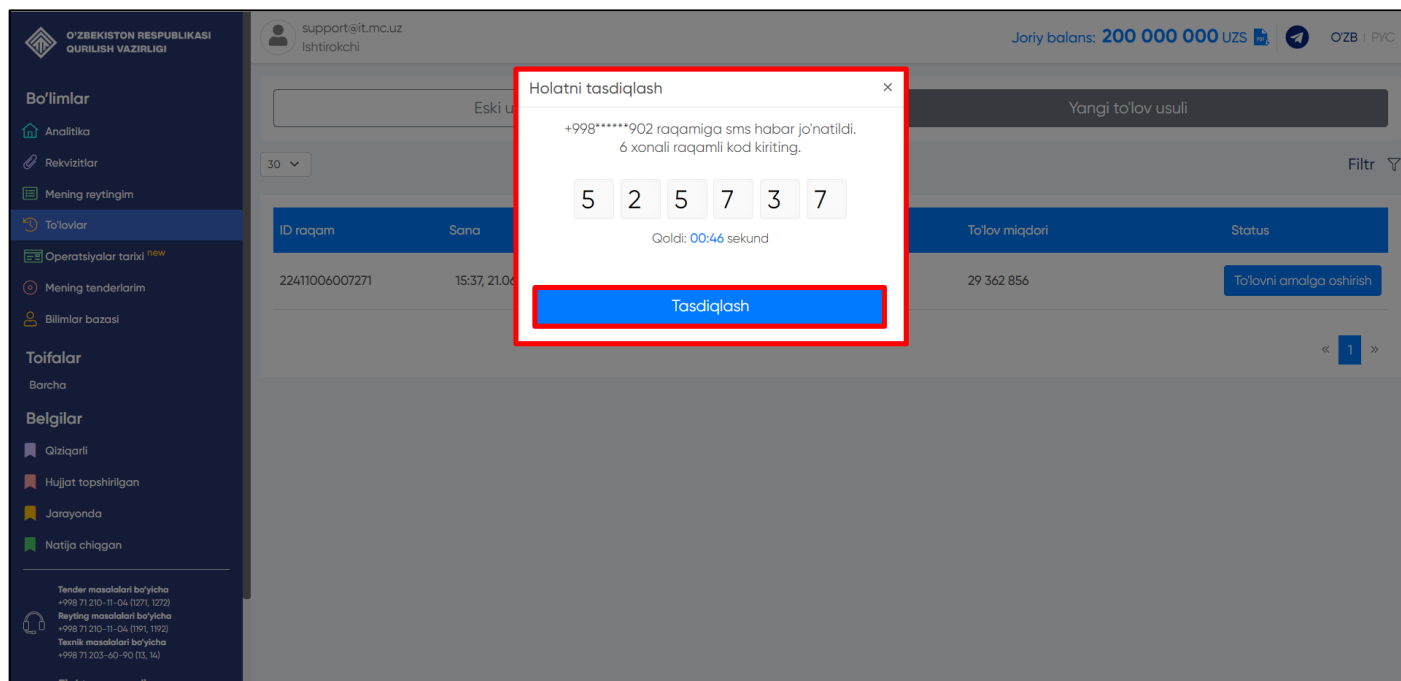 O'ZBEKISTON RESPUBLIKASI
QURILISH VAZIRLIGI
support@it.mc.uz
Ishtirokchi
Joriy balans: 200 000 000 UZS
O'ZB | РУС
Bo'limlar
Analitika
Rekvizitlar
Mening reytingim
To'lovlar
Operatsiyalar tarixi new
Mening tenderlarim
Bilimlar bazasi
Toifalar
Barcha
Belgilar
Qiziqarli
Hujjat topshirilgan
Jarayonda
Natija chiqqan
Tender masalalari bo'yicha
+998 71 210-11-04 (1271, 1272)
Reyting masalalari bo'yicha
+998 71 210-11-04 (1191, 1192)
Texnik masalalari bo'yicha
+998 71 203-60-90 (13, 14)
Eski u
Yangi to'lov usuli
30
Filtr
ID raqam Sana To'lov miqdori Status
22411006007271 15:37, 21.06 29 362 856 To'lovni amalga oshirish
« 1 »
Holatni tasdiqlash ×
+998******902 raqamiga sms habar jo'natildi.
6 xonali raqamli kod kiriting.
5 2 5 7 3 7
Qoldi: 00:46 sekund
Tasdiqlash